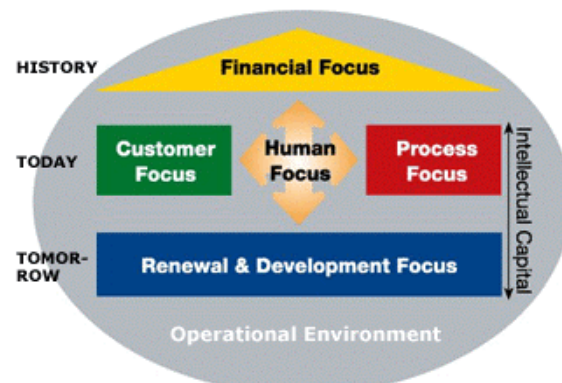 HISTORY
Financial Focus
TODAY
Customer
Focus
Human
Focus
Process
Focus
Intellectual Capital
TOMOR-
ROW
Renewal & Development Focus
Operational Environment